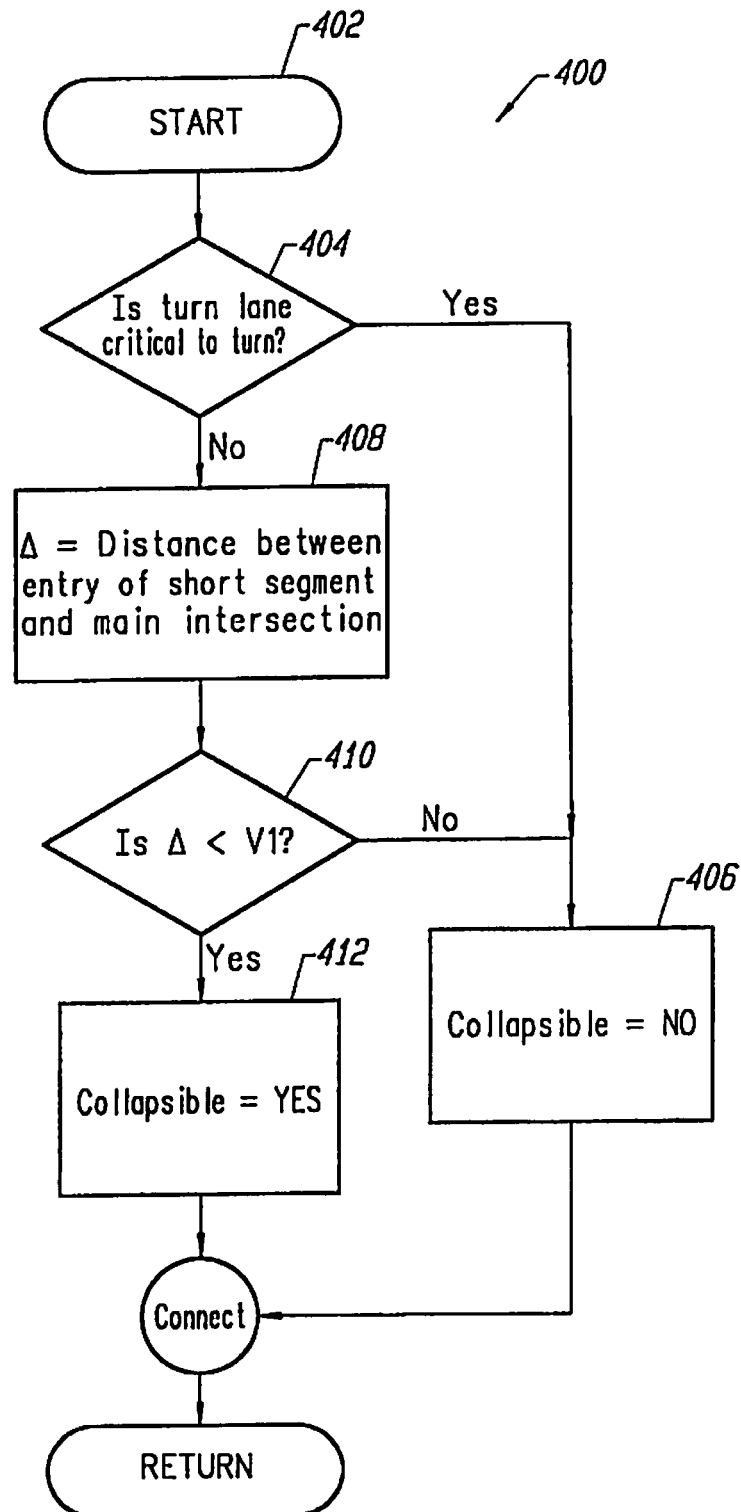 402
400
START
404
Is turn lane
critical to turn?
Yes
No
408
Δ = Distance between
entry of short segment
and main intersection
410
Is Δ < V1?
No
406
Yes
412
Collapsible = NO
Collapsible = YES
Connect
RETURN